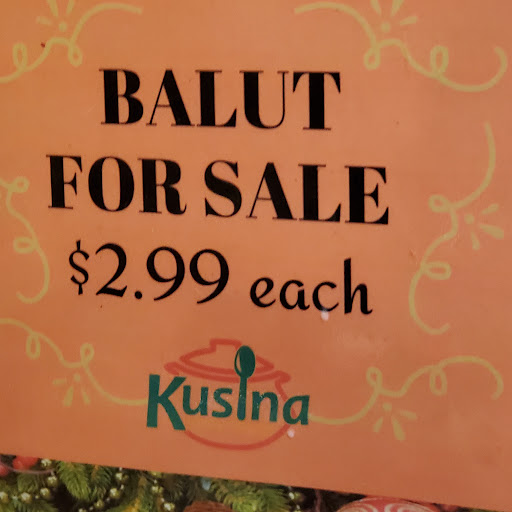 BALUT
FOR SALE
$2.99 each
Kusina